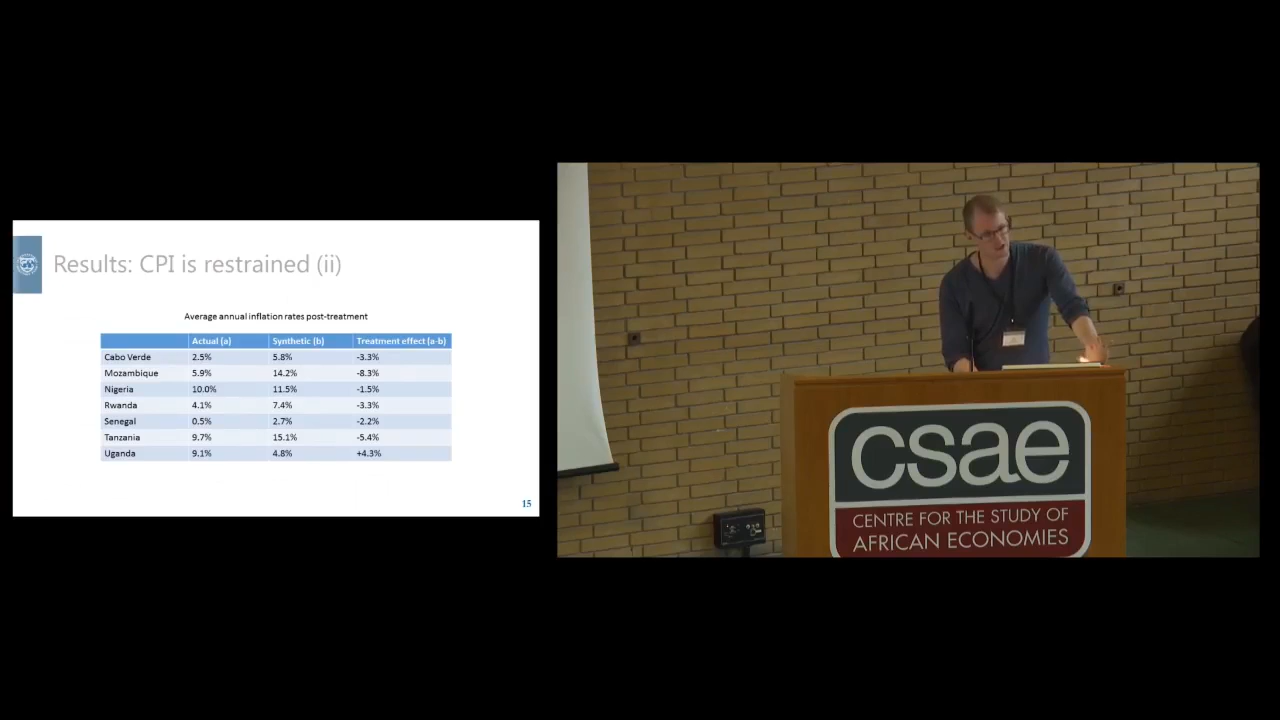 Results: CPI is restrained (ii)
Average annual inflation rates post-treatment
Actual (a) Synthetic (b) Treatment effect (a-b)
Cabo Verde 2.5% 5.8% -3.3%
Mozambique 5.9% 14.2% -8.3%
Nigeria 10.0% 11.5% -1.5%
Rwanda 4.1% 7.4% -3.3%
Senegal 0.5% 2.7% -2.2%
Tanzania 9.7% 15.1% -5.4%
Uganda 9.1% 4.8% +4.3%
15
csae
CENTRE FOR THE STUDY OF
AFRICAN ECONOMIES